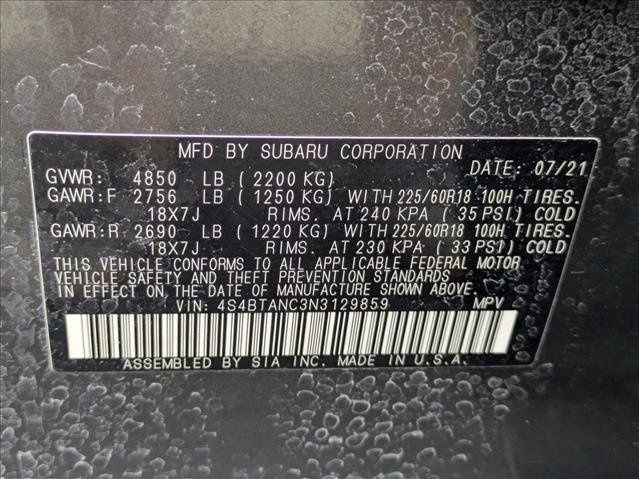 MFD BY SUBARU CORPORATION
DATE: 07/21
GVWR: 4850 LB ( 2200 KG)
GAWR:F 2756 LB ( 1250 KG) WITH 225/60R18 100H TIRES.
18X7J RIMS. AT 240 KPA ( 35 PSI) COLD
GAWR:R 2690 LB ( 1220 KG) WITH 225/60R18 100H. TIRES.
18X7J RIMS. AT 230 KPA ( 33 PSI) COLD
THIS VEHICLE CONFORMS TO ALL APPLICABLE FEDERAL MOTOR
VEHICLE SAFETY BUMPER, AND THEFT PREVENTION STANDARDS
IN EFFECT ON THE DATE OF MANUFACTURE SHOWN ABOVE.
VIN: 4S4BTANC3N3129859 MPV
ASSEMBLED BY SIA INC. MADE IN U.S.A.